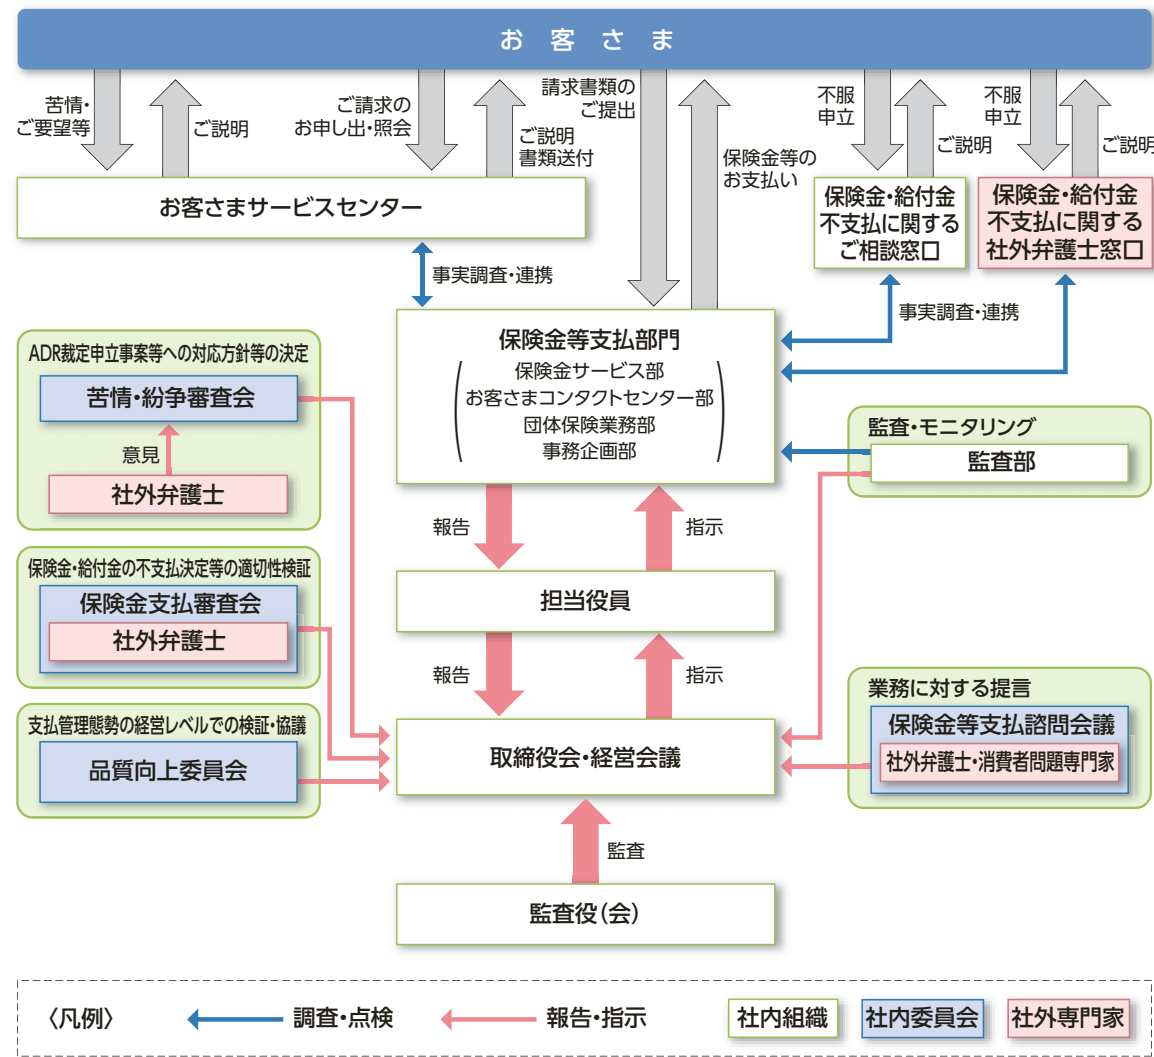 お客さま
苦情・
ご要望等
ご説明
ご請求の
お申し出・照会
ご説明
書類送付
請求書類の
ご提出
保険金等の
お支払い
不服
申立
ご説明
不服
申立
ご説明
お客さまサービスセンター
保険金・給付金
不支払に関する
ご相談窓口
保険金・給付金
不支払に関する
社外弁護士窓口
事実調査・連携
事実調査・連携
保険金等支払部門
保険金サービス部
お客さまコンタクトセンター部
団体保険業務部
事務企画部
ADR裁定申立事案等への対応方針等の決定
苦情・紛争審査会
意見
社外弁護士
監査・モニタリング
監査部
報告
指示
保険金・給付金の不支払決定等の適切性検証
保険金支払審査会
社外弁護士
担当役員
報告
指示
支払管理態勢の経営レベルでの検証・協議
品質向上委員会
取締役会・経営会議
業務に対する提言
保険金等支払諮問会議
社外弁護士・消費者問題専門家
監査
監査役（会）
〈凡例〉
調査・点検
報告・指示
社内組織
社内委員会
社外専門家